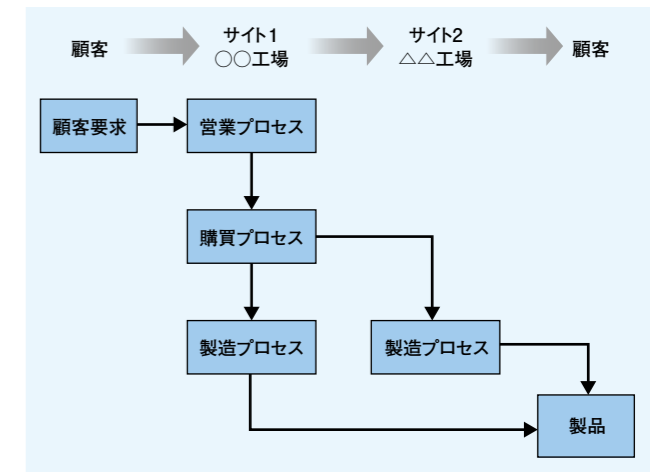 顧客
サイト1
○○工場
サイト2
△△工場
顧客
顧客要求
営業プロセス
購買プロセス
製造プロセス
製造プロセス
製品